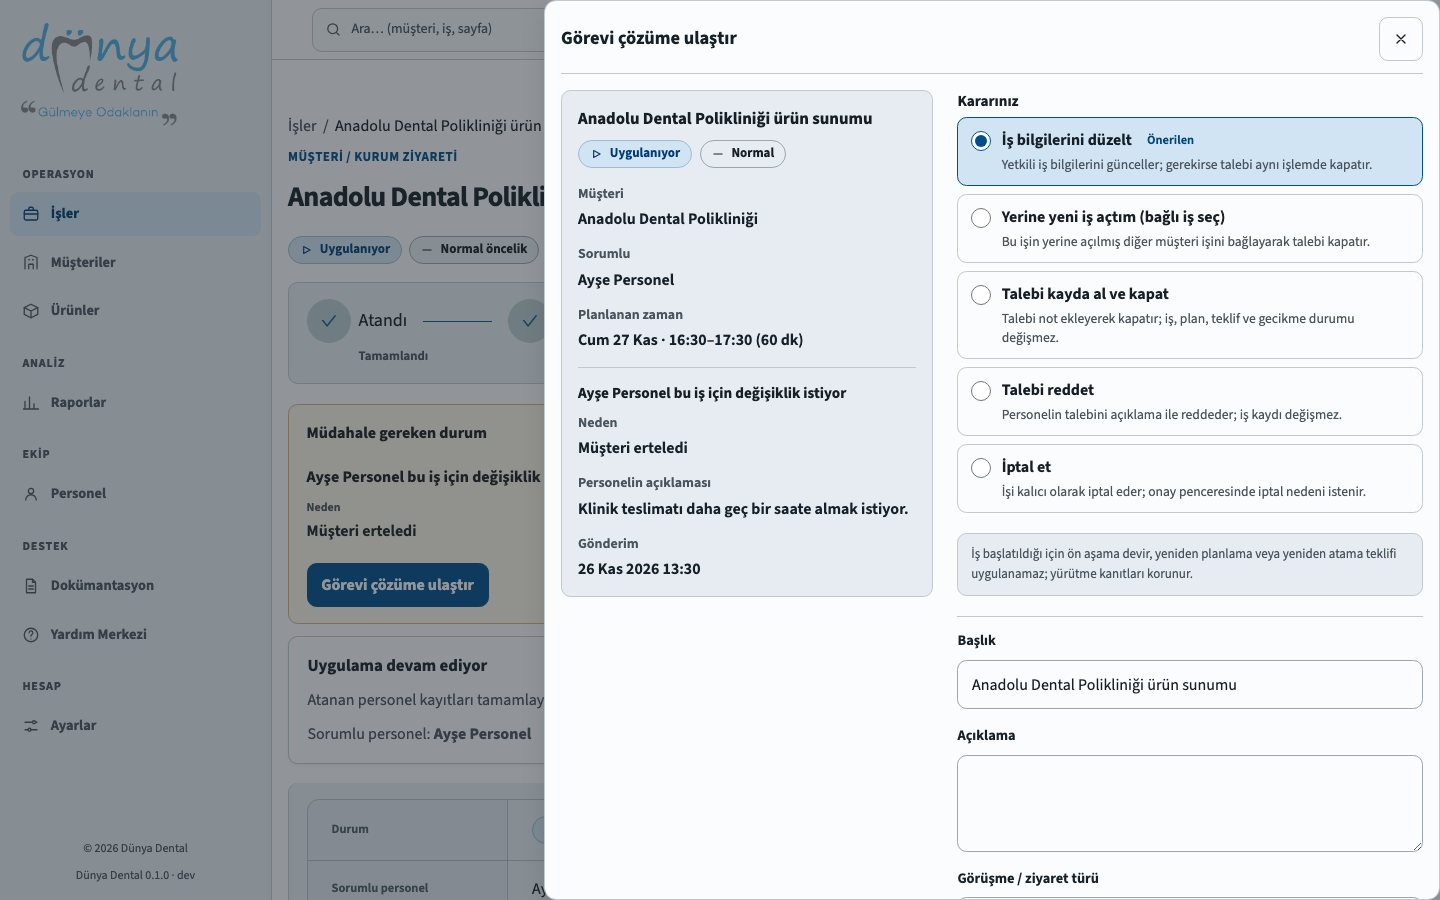 dünya
dental
“Gülmeye Odaklanın”
OPERASYON
İşler
Müşteriler
Ürünler
ANALİZ
Raporlar
EKİP
Personel
DESTEK
Dokümantasyon
Yardım Merkezi
HESAP
Ayarlar
© 2026 Dünya Dental
Dünya Dental 0.1.0 · dev
Ara… (müşteri, iş, sayfa)
İşler / Anadolu Dental Polikliniği ürün
MÜŞTERİ / KURUM ZİYARETİ
Anadolu Dental Polikli
Uygulanıyor
Normal öncelik
Atandı
Tamamlandı
Müdahale gereken durum
Ayşe Personel bu iş için değişiklik
Neden
Müşteri erteledi
Görevi çözüme ulaştır
Uygulama devam ediyor
Atanan personel kayıtları tamamlay
Sorumlu personel: Ayşe Personel
Durum
Sorumlu personel
Ay
Görevi çözüme ulaştır
Anadolu Dental Polikliniği ürün sunumu
Uygulanıyor
Normal
Müşteri
Anadolu Dental Polikliniği
Sorumlu
Ayşe Personel
Planlanan zaman
Cum 27 Kas · 16:30–17:30 (60 dk)
Ayşe Personel bu iş için değişiklik istiyor
Neden
Müşteri erteledi
Personelin açıklaması
Klinik teslimatı daha geç bir saate almak istiyor.
Gönderim
26 Kas 2026 13:30
Kararınız
İş bilgilerini düzelt Önerilen
Yetkili iş bilgilerini günceller; gerekirse talebi aynı işlemde kapatır.
Yerine yeni iş açtım (bağlı iş seç)
Bu işin yerine açılmış diğer müşteri işini bağlayarak talebi kapatır.
Talebi kayda al ve kapat
Talebi not ekleyerek kapatır; iş, plan, teklif ve gecikme durumu
değişmez.
Talebi reddet
Personelin talebini açıklama ile reddeder; iş kaydı değişmez.
İptal et
İşi kalıcı olarak iptal eder; onay penceresinde iptal nedeni istenir.
İş başlatıldığı için ön aşama devir, yeniden planlama veya yeniden atama teklifi
uygulanamaz; yürütme kanıtları korunur.
Başlık
Anadolu Dental Polikliniği ürün sunumu
Açıklama
Görüşme / ziyaret türü